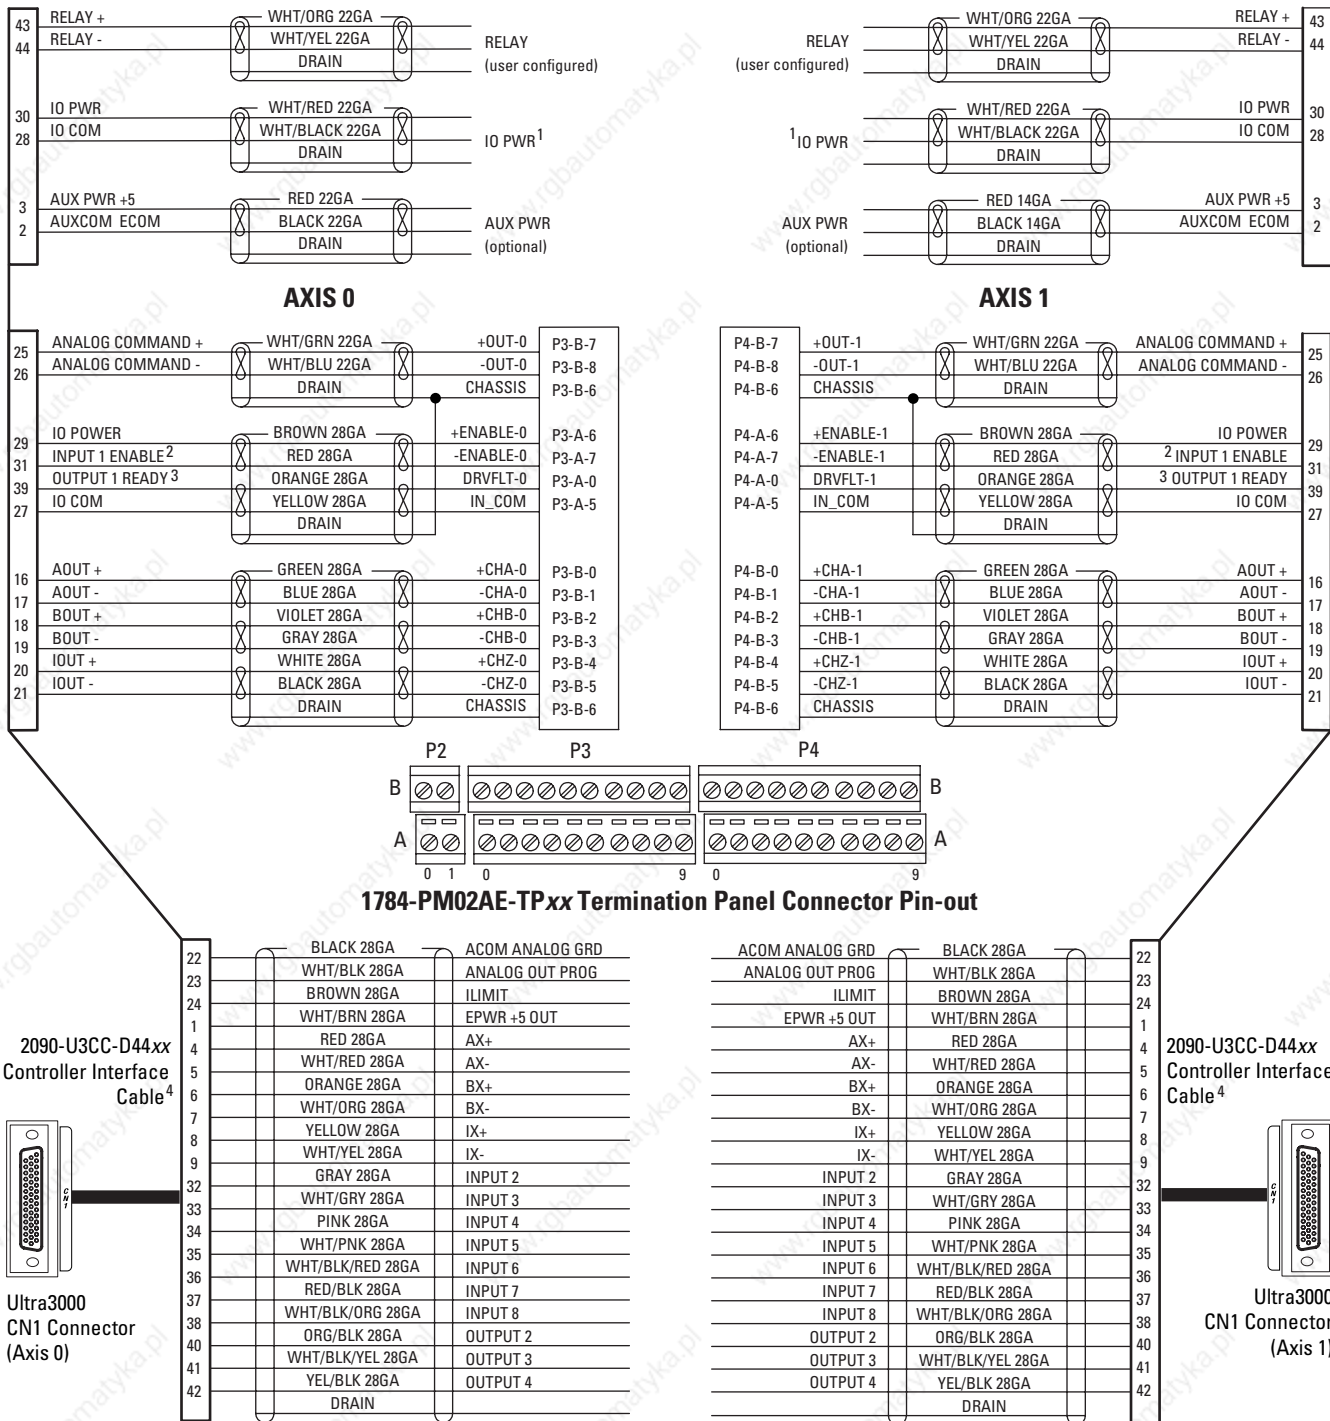 43 RELAY + WHT/ORG 22GA
44 RELAY - WHT/YEL 22GA RELAY
DRAIN (user configured)
30 IO PWR WHT/RED 22GA
28 IO COM WHT/BLACK 22GA IO PWR1
DRAIN
3 AUX PWR +5 RED 22GA
2 AUXCOM ECOM BLACK 22GA AUX PWR
DRAIN (optional)
WHT/ORG 22GA RELAY + 43
RELAY WHT/YEL 22GA RELAY - 44
(user configured) DRAIN
WHT/RED 22GA IO PWR 30
1IO PWR WHT/BLACK 22GA IO COM 28
DRAIN
RED 14GA AUX PWR +5 3
AUX PWR BLACK 14GA AUXCOM ECOM 2
(optional) DRAIN
AXIS 0
25 ANALOG COMMAND + WHT/GRN 22GA +OUT-0 P3-B-7
26 ANALOG COMMAND - WHT/BLU 22GA -OUT-0 P3-B-8
DRAIN CHASSIS P3-B-6
29 IO POWER BROWN 28GA +ENABLE-0 P3-A-6
31 INPUT 1 ENABLE2 RED 28GA -ENABLE-0 P3-A-7
39 OUTPUT 1 READY3 ORANGE 28GA DRVFLT-0 P3-A-0
27 IO COM YELLOW 28GA IN_COM P3-A-5
DRAIN
16 AOUT + GREEN 28GA +CHA-0 P3-B-0
17 AOUT - BLUE 28GA -CHA-0 P3-B-1
18 BOUT + VIOLET 28GA +CHB-0 P3-B-2
19 BOUT - GRAY 28GA -CHB-0 P3-B-3
20 IOUT + WHITE 28GA +CHZ-0 P3-B-4
21 IOUT - BLACK 28GA -CHZ-0 P3-B-5
DRAIN CHASSIS P3-B-6
AXIS 1
P4-B-7 +OUT-1 WHT/GRN 22GA ANALOG COMMAND + 25
P4-B-8 -OUT-1 WHT/BLU 22GA ANALOG COMMAND - 26
P4-B-6 CHASSIS DRAIN
P4-A-6 +ENABLE-1 BROWN 28GA IO POWER 29
P4-A-7 -ENABLE-1 RED 28GA 2 INPUT 1 ENABLE 31
P4-A-0 DRVFLT-1 ORANGE 28GA 3 OUTPUT 1 READY 39
P4-A-5 IN_COM YELLOW 28GA IO COM 27
DRAIN
P4-B-0 +CHA-1 GREEN 28GA AOUT + 16
P4-B-1 -CHA-1 BLUE 28GA AOUT - 17
P4-B-2 +CHB-1 VIOLET 28GA BOUT + 18
P4-B-3 -CHB-1 GRAY 28GA BOUT - 19
P4-B-4 +CHZ-1 WHITE 28GA IOUT + 20
P4-B-5 -CHZ-1 BLACK 28GA IOUT - 21
P4-B-6 CHASSIS DRAIN
P2 P3 P4
B B
A A
0 1 0 9 0 9
1784-PM02AE-TPxx Termination Panel Connector Pin-out
22 BLACK 28GA ACOM ANALOG GRD
23 WHT/BLK 28GA ANALOG OUT PROG
24 BROWN 28GA ILIMIT
1 WHT/BRN 28GA EPWR +5 OUT
4 RED 28GA AX+
5 WHT/RED 28GA AX-
6 ORANGE 28GA BX+
7 WHT/ORG 28GA BX-
8 YELLOW 28GA IX+
9 WHT/YEL 28GA IX-
32 GRAY 28GA INPUT 2
33 WHT/GRY 28GA INPUT 3
34 PINK 28GA INPUT 4
35 WHT/PNK 28GA INPUT 5
36 WHT/BLK/RED 28GA INPUT 6
37 RED/BLK 28GA INPUT 7
38 WHT/BLK/ORG 28GA INPUT 8
40 ORG/BLK 28GA OUTPUT 2
41 WHT/BLK/YEL 28GA OUTPUT 3
42 YEL/BLK 28GA OUTPUT 4
DRAIN
2090-U3CC-D44xx
Controller Interface
Cable4
CN1
Ultra3000
CN1 Connector
(Axis 0)
ACOM ANALOG GRD BLACK 28GA 22
ANALOG OUT PROG WHT/BLK 28GA 23
ILIMIT BROWN 28GA 24
EPWR +5 OUT WHT/BRN 28GA 1
AX+ RED 28GA 4
AX- WHT/RED 28GA 5
BX+ ORANGE 28GA 6
BX- WHT/ORG 28GA 7
IX+ YELLOW 28GA 8
IX- WHT/YEL 28GA 9
INPUT 2 GRAY 28GA 32
INPUT 3 WHT/GRY 28GA 33
INPUT 4 PINK 28GA 34
INPUT 5 WHT/PNK 28GA 35
INPUT 6 WHT/BLK/RED 28GA 36
INPUT 7 RED/BLK 28GA 37
INPUT 8 WHT/BLK/ORG 28GA 38
OUTPUT 2 ORG/BLK 28GA 40
OUTPUT 3 WHT/BLK/YEL 28GA 41
OUTPUT 4 YEL/BLK 28GA 42
DRAIN
2090-U3CC-D44xx
Controller Interface
Cable4
CN1
Ultra3000
CN1 Connector
(Axis 1)
www.rgbautomatyka.pl